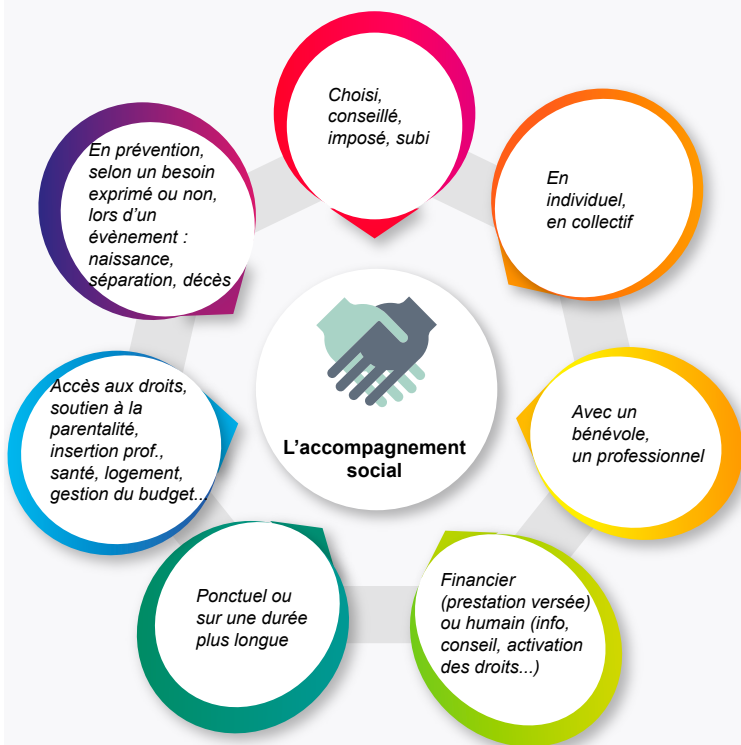 Choisi,
conseillé,
imposé, subi
En
individuel,
en collectif
Avec un
bénévole,
un professionnel
Financier
(prestation versée)
ou humain (info,
conseil, activation
des droits...)
Ponctuel ou
sur une durée
plus longue
Accès aux droits,
soutien à la
parentalité,
insertion prof.,
santé, logement,
gestion du budget...
En prévention,
selon un besoin
exprimé ou non,
lors d'un
évènement :
naissance,
séparation, décès
L'accompagnement
social